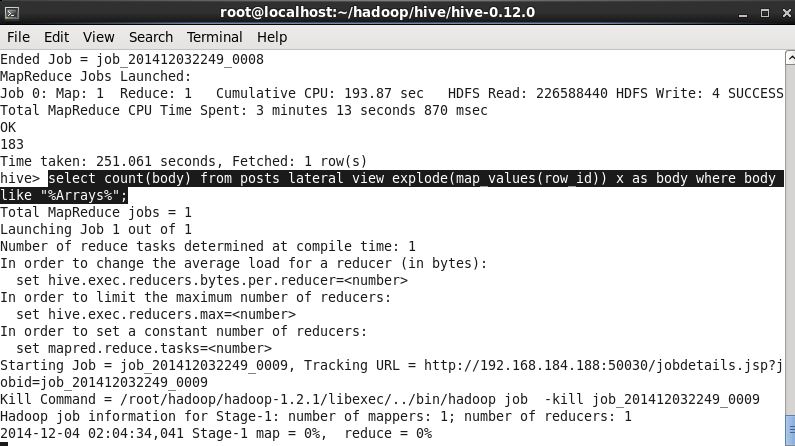 root@localhost:~/hadoop/hive/hive-0.12.0
File Edit View Search Terminal Help
Ended Job = job_201412032249_0008
MapReduce Jobs Launched:
Job 0: Map: 1  Reduce: 1   Cumulative CPU: 193.87 sec   HDFS Read: 226588440 HDFS Write: 4 SUCCESS
Total MapReduce CPU Time Spent: 3 minutes 13 seconds 870 msec
OK
183
Time taken: 251.061 seconds, Fetched: 1 row(s)
hive> select count(body) from posts lateral view explode(map_values(row_id)) x as body where body
like "%Arrays%";
Total MapReduce jobs = 1
Launching Job 1 out of 1
Number of reduce tasks determined at compile time: 1
In order to change the average load for a reducer (in bytes):
  set hive.exec.reducers.bytes.per.reducer=<number>
In order to limit the maximum number of reducers:
  set hive.exec.reducers.max=<number>
In order to set a constant number of reducers:
  set mapred.reduce.tasks=<number>
Starting Job = job_201412032249_0009, Tracking URL = http://192.168.184.188:50030/jobdetails.jsp?j
obid=job_201412032249_0009
Kill Command = /root/hadoop/hadoop-1.2.1/libexec/../bin/hadoop job  -kill job_201412032249_0009
Hadoop job information for Stage-1: number of mappers: 1; number of reducers: 1
2014-12-04 02:04:34,041 Stage-1 map = 0%,  reduce = 0%